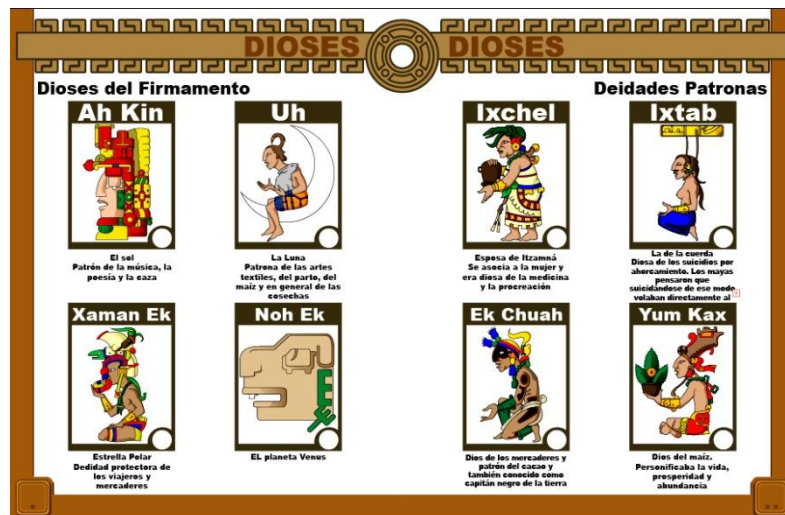 DIOSES DIOSES
Dioses del Firmamento
Deidades Patronas
Ah Kin
El sol
Patrón de la música, la
poesía y la caza
Uh
La Luna
Patrona de las artes
textiles, del parto, del
maíz y en general de las
cosechas
Ixchel
Esposa de Itzamná
Se asocia a la mujer y
era diosa de la medicina
y la procreación
Ixtab
La de la cuerda
Diosa de los suicidios por
ahorcamiento. Los mayas
pensaron que
suicidándose de ese modo
volaban directamente al
Xaman Ek
Estrella Polar
Dedidad protectora de
los viajeros y
mercaderes
Noh Ek
EL planeta Venus
Ek Chuah
Dios de los mercaderes y
patrón del cacao y
también conocido como
capitán negro de la tierra
Yum Kax
Dios del maíz.
Personificaba la vida,
prosperidad y
abundancia